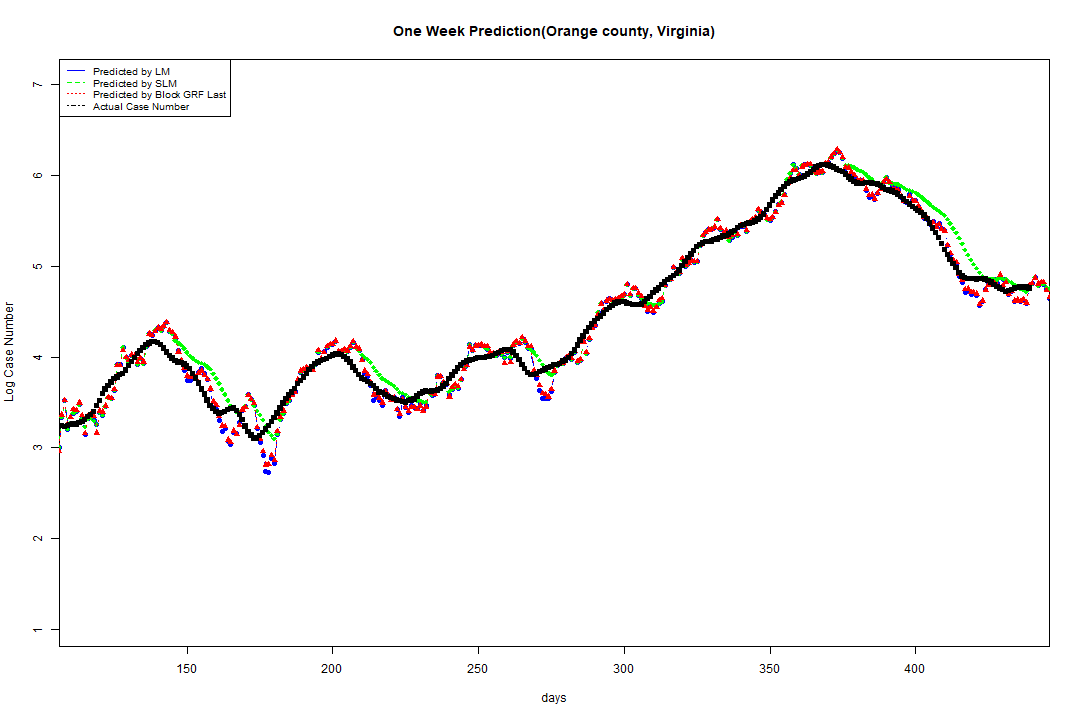 One Week Prediction(Orange county, Virginia)
Predicted by LM
Predicted by SLM
Predicted by Block GRF Last
Actual Case Number
Log Case Number
7
6
5
4
3
2
1
150 200 250 300 350 400
days